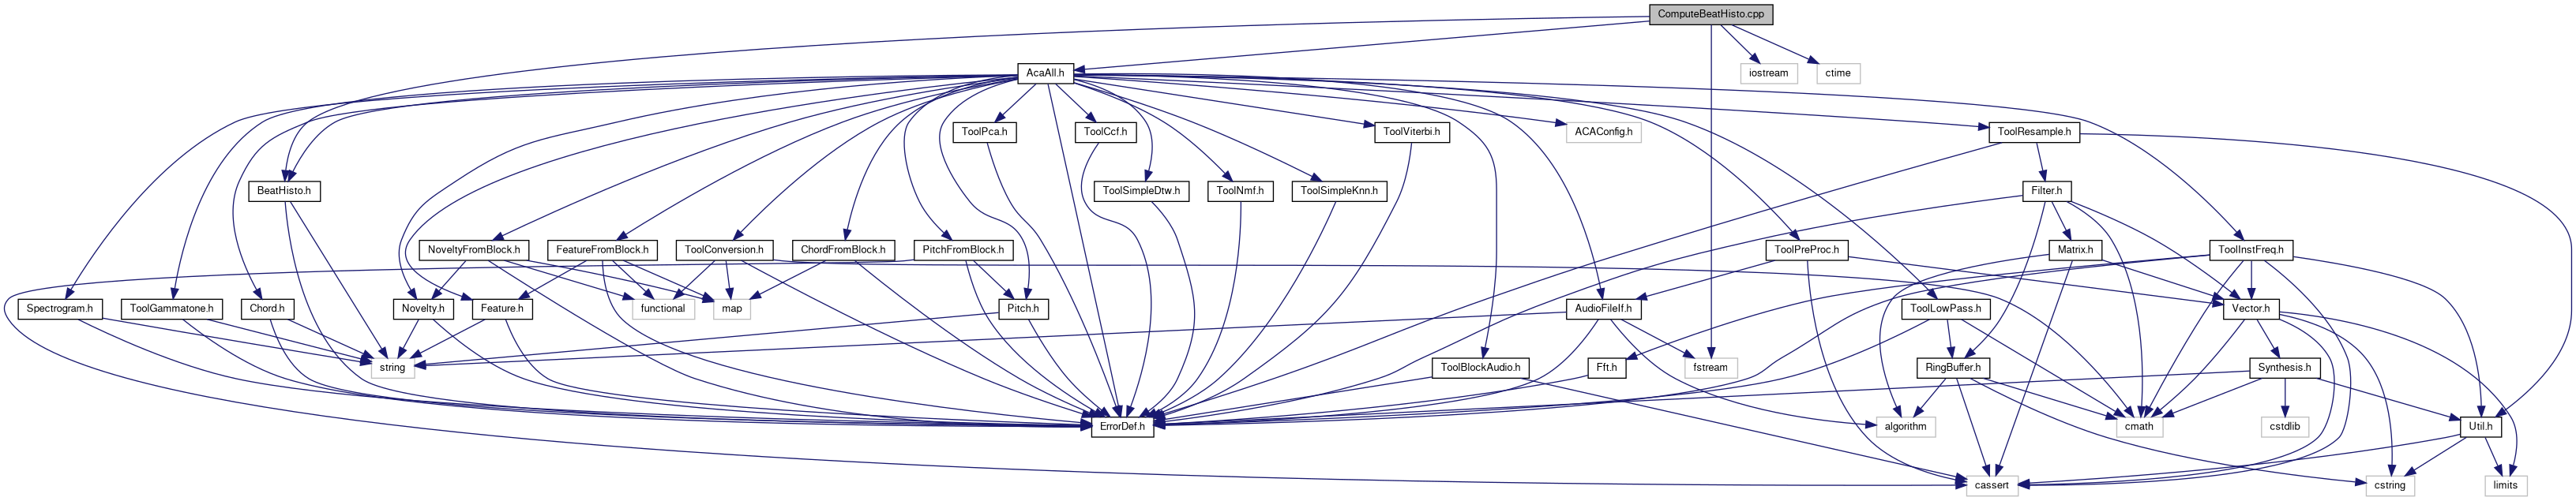 ComputeBeatHisto.cpp
AcaAll.h
iostream
ctime
ToolPca.h
ToolCcf.h
ToolViterbi.h
ACAConfig.h
ToolResample.h
BeatHisto.h
ToolSimpleDtw.h
ToolNmf.h
ToolSimpleKnn.h
Filter.h
NoveltyFromBlock.h
FeatureFromBlock.h
ToolConversion.h
ChordFromBlock.h
PitchFromBlock.h
ToolPreProc.h
Matrix.h
ToolInstFreq.h
Spectrogram.h
ToolGammatone.h
Chord.h
Novelty.h
Feature.h
functional
map
Pitch.h
AudioFileIf.h
ToolLowPass.h
Vector.h
string
ToolBlockAudio.h
Fft.h
fstream
RingBuffer.h
Synthesis.h
ErrorDef.h
algorithm
cmath
cstdlib
Util.h
cassert
cstring
limits